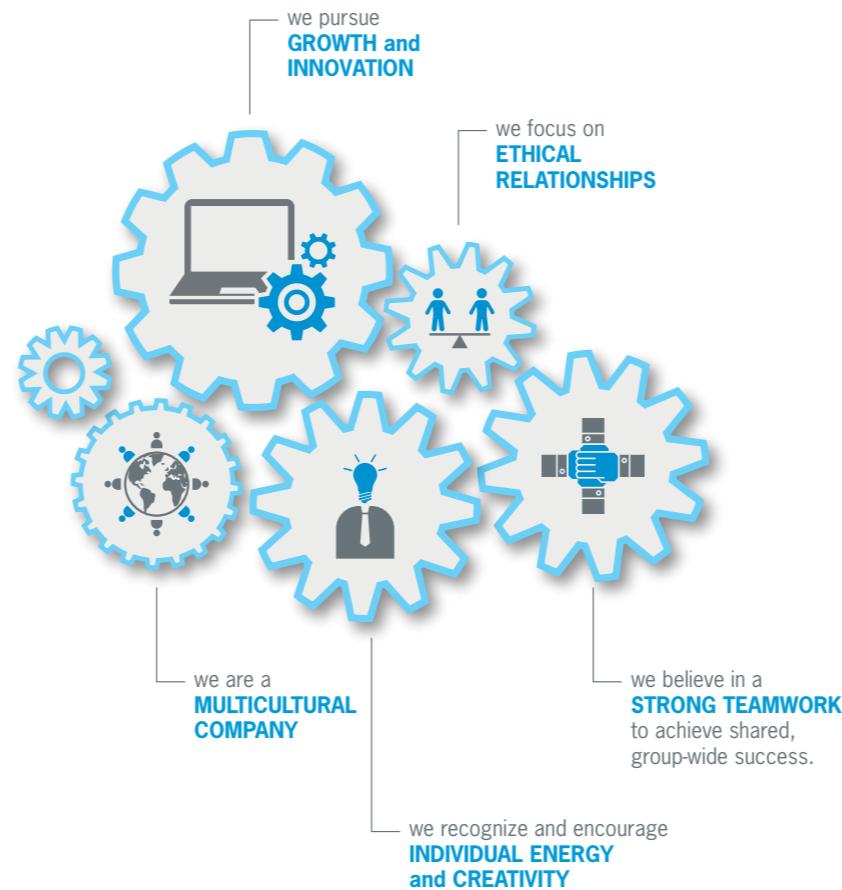 we pursue
GROWTH and
INNOVATION
we focus on
ETHICAL
RELATIONSHIPS
we are a
MULTICULTURAL
COMPANY
we believe in a
STRONG TEAMWORK
to achieve shared,
group-wide success.
we recognize and encourage
INDIVIDUAL ENERGY
and CREATIVITY